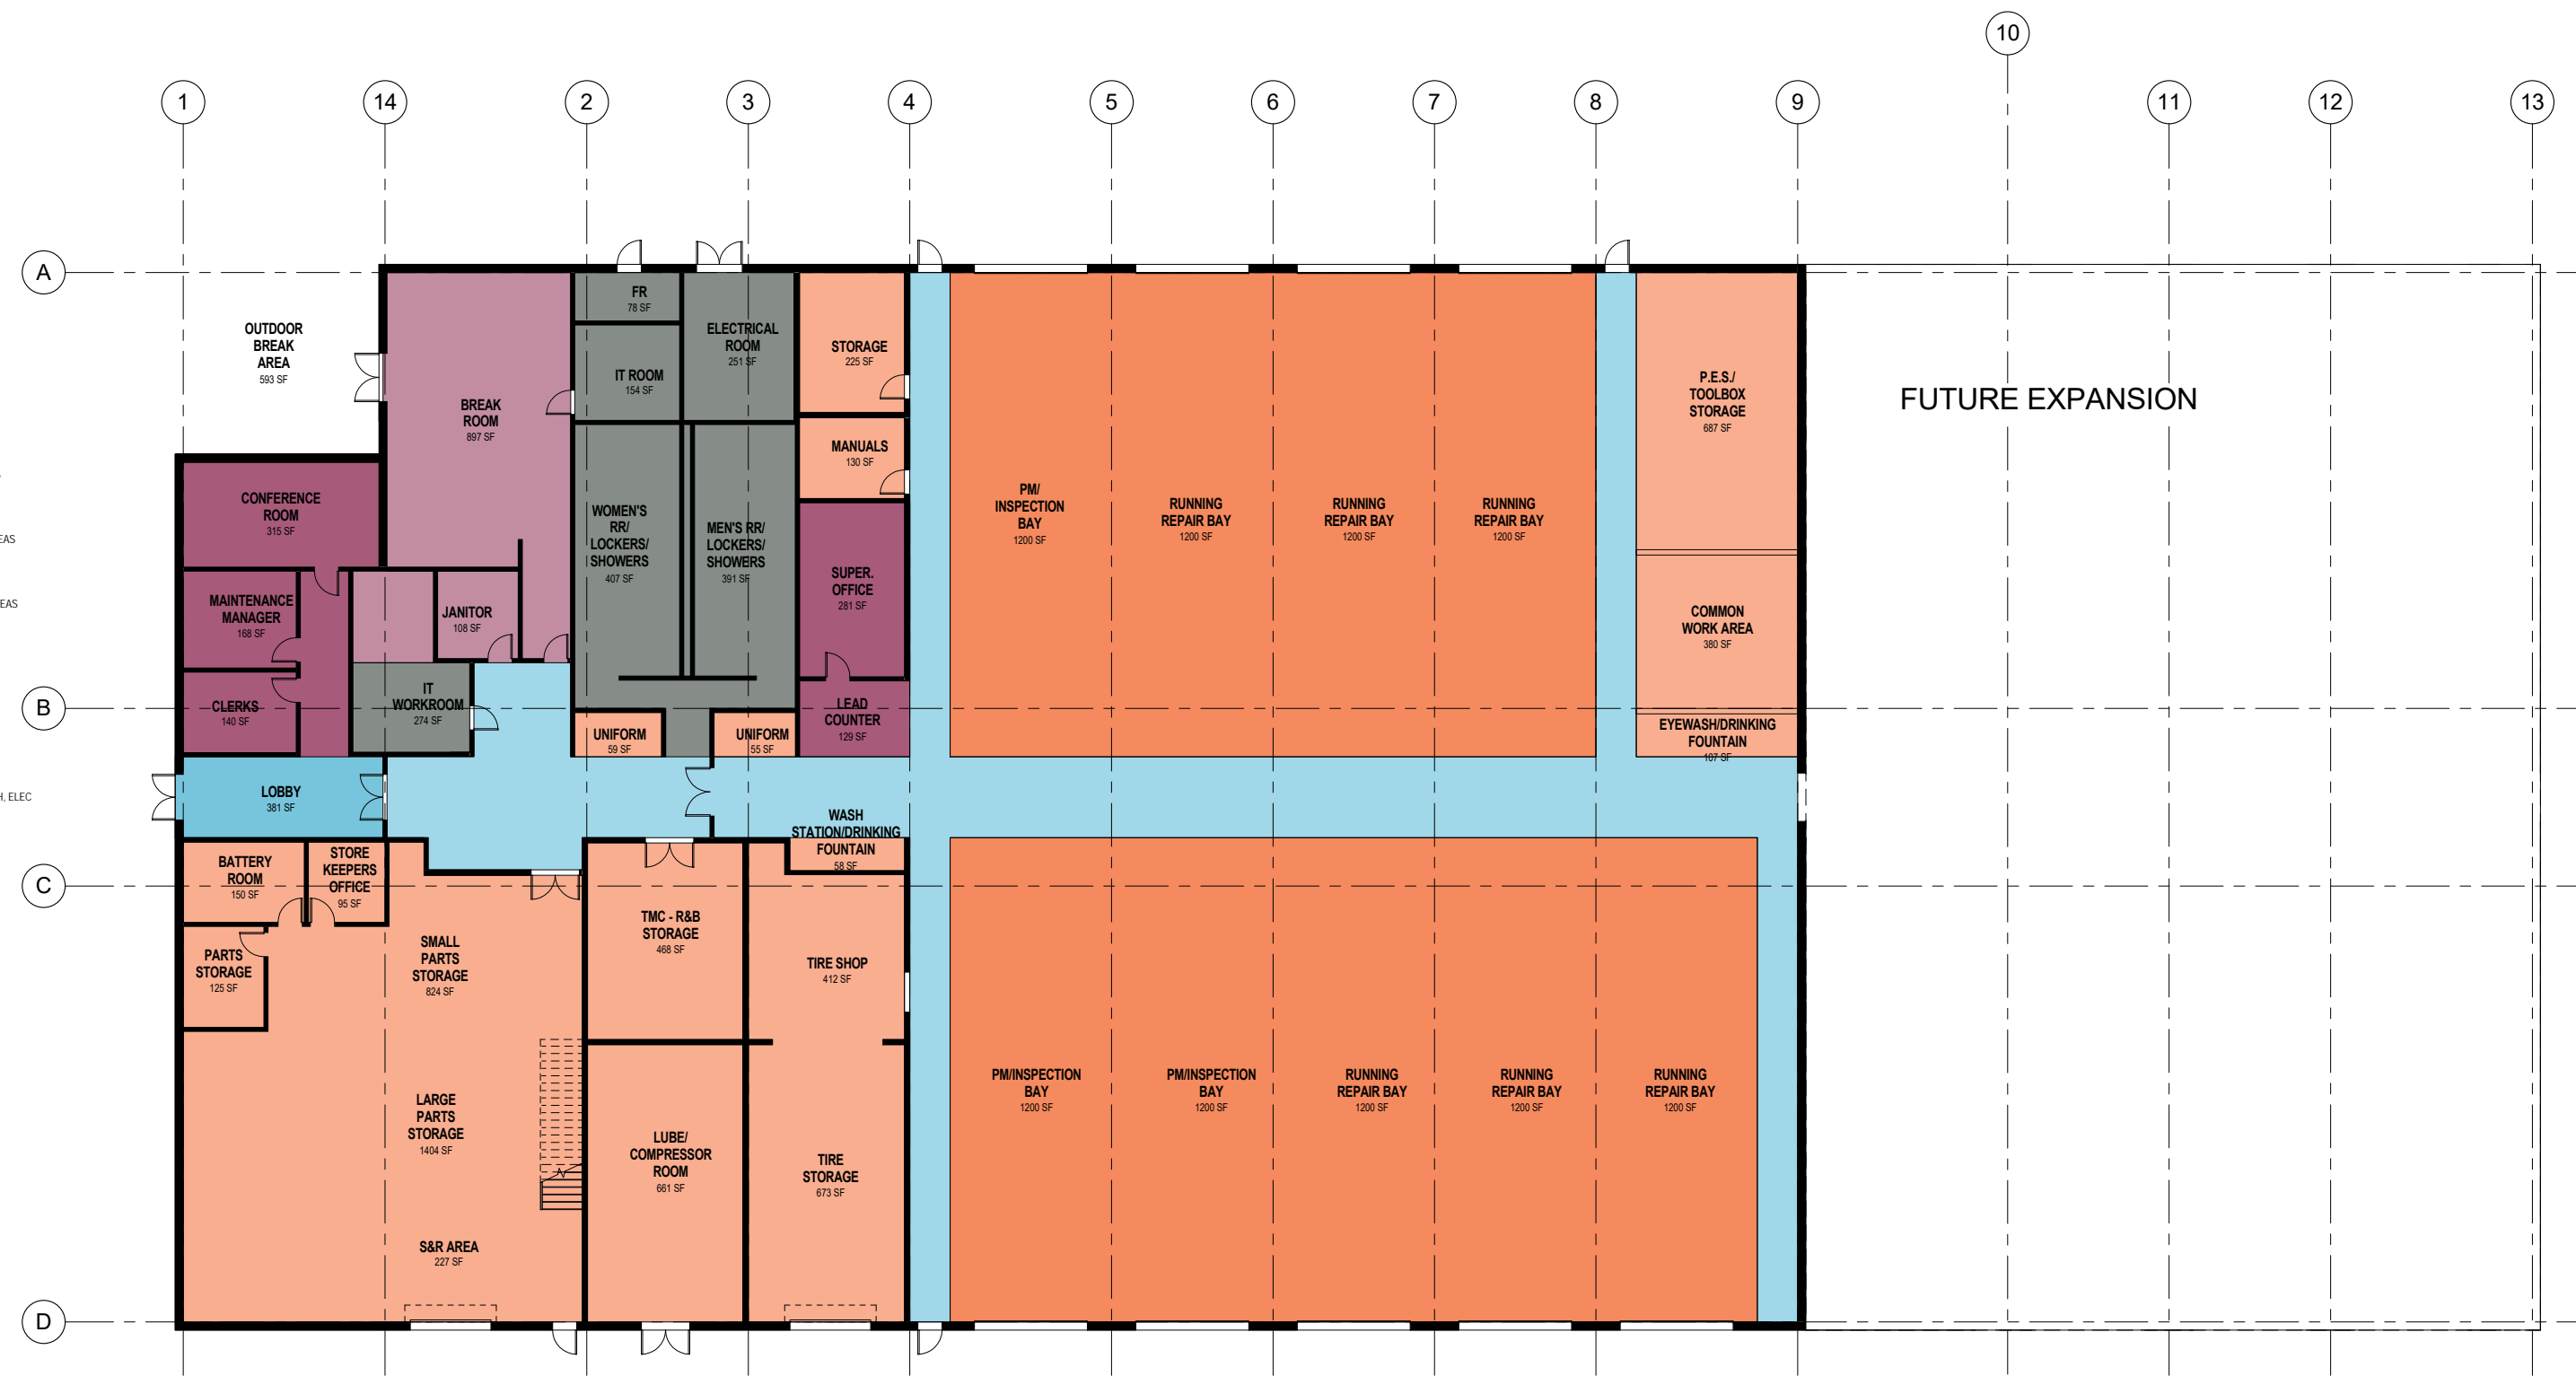 10
1
14
2
3
4
5
6
7
8
9
11
12
13
A
B
C
D
OUTDOOR
BREAK
AREA
593 SF
BREAK
ROOM
897 SF
FR
78 SF
IT ROOM
154 SF
ELECTRICAL
ROOM
251 SF
STORAGE
225 SF
MANUALS
130 SF
CONFERENCE
ROOM
315 SF
MAINTENANCE
MANAGER
168 SF
CLERKS
140 SF
JANITOR
108 SF
IT
WORKROOM
274 SF
WOMEN'S
RR/
LOCKERS/
SHOWERS
407 SF
MEN'S RR/
LOCKERS/
SHOWERS
391 SF
SUPER.
OFFICE
281 SF
LEAD
COUNTER
129 SF
UNIFORM
59 SF
UNIFORM
55 SF
PM/
INSPECTION
BAY
1200 SF
RUNNING
REPAIR BAY
1200 SF
RUNNING
REPAIR BAY
1200 SF
RUNNING
REPAIR BAY
1200 SF
P.E.S./
TOOLBOX
STORAGE
687 SF
COMMON
WORK AREA
380 SF
EYEWASH/DRINKING
FOUNTAIN
107 SF
FUTURE EXPANSION
EAS
EAS
H, ELEC
LOBBY
381 SF
WASH
STATION/DRINKING
FOUNTAIN
58 SF
BATTERY
ROOM
150 SF
STORE
KEEPERS
OFFICE
95 SF
PARTS
STORAGE
125 SF
SMALL
PARTS
STORAGE
824 SF
TMC - R&B
STORAGE
468 SF
TIRE SHOP
412 SF
LARGE
PARTS
STORAGE
1404 SF
LUBE/
COMPRESSOR
ROOM
661 SF
TIRE
STORAGE
673 SF
S&R AREA
227 SF
PM/INSPECTION
BAY
1200 SF
PM/INSPECTION
BAY
1200 SF
RUNNING
REPAIR BAY
1200 SF
RUNNING
REPAIR BAY
1200 SF
RUNNING
REPAIR BAY
1200 SF